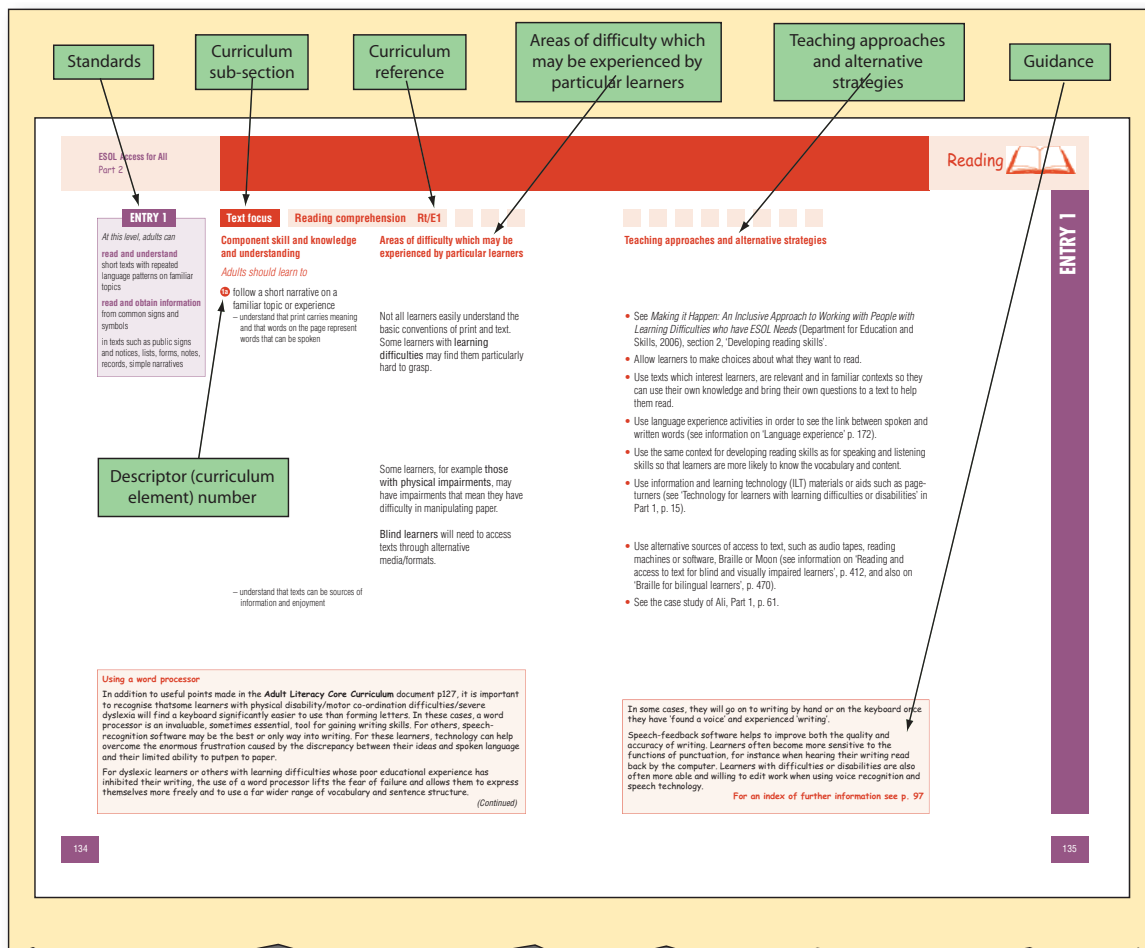 Standards
Curriculum
sub-section
Curriculum
reference
Areas of difficulty which
may be experienced by
particular learners
Teaching approaches
and alternative
strategies
Guidance
ESOL Access for All
Part 2
Reading
ENTRY 1
At this level, adults can
read and understand
short texts with repeated
language patterns on familiar
topics
read and obtain information
from common signs and
symbols
in texts such as public signs
and notices, lists, forms, notes,
records, simple narratives
Text focus
Reading comprehension Rt/E1
Component skill and knowledge
and understanding
Adults should learn to
1a follow a short narrative on a
familiar topic or experience
– understand that print carries meaning
and that words on the page represent
words that can be spoken
– understand that texts can be sources of
information and enjoyment
Descriptor (curriculum
element) number
Areas of difficulty which may be
experienced by particular learners
Not all learners easily understand the
basic conventions of print and text.
Some learners with learning
difficulties may find them particularly
hard to grasp.
Some learners, for example those
with physical impairments, may
have impairments that mean they have
difficulty in manipulating paper.
Blind learners will need to access
texts through alternative
media/formats.
Teaching approaches and alternative strategies
• See Making it Happen: An Inclusive Approach to Working with People with
Learning Difficulties who have ESOL Needs (Department for Education and
Skills, 2006), section 2, 'Developing reading skills'.
• Allow learners to make choices about what they want to read.
• Use texts which interest learners, are relevant and in familiar contexts so they
can use their own knowledge and bring their own questions to a text to help
them read.
• Use language experience activities in order to see the link between spoken and
written words (see information on 'Language experience' p. 172).
• Use the same context for developing reading skills as for speaking and listening
skills so that learners are more likely to know the vocabulary and content.
• Use information and learning technology (ILT) materials or aids such as page-
turners (see 'Technology for learners with learning difficulties or disabilities' in
Part 1, p. 15).
• Use alternative sources of access to text, such as audio tapes, reading
machines or software, Braille or Moon (see information on 'Reading and
access to text for blind and visually impaired learners', p. 412, and also on
'Braille for bilingual learners', p. 470).
• See the case study of Ali, Part 1, p. 61.
ENTRY 1
Using a word processor
In addition to useful points made in the Adult Literacy Core Curriculum document p127, it is important
to recognise thatsome learners with physical disability/motor co-ordination difficulties/severe
dyslexia will find a keyboard significantly easier to use than forming letters. In these cases, a word
processor is an invaluable, sometimes essential, tool for gaining writing skills. For others, speech-
recognition software may be the best or only way into writing. For these learners, technology can help
overcome the enormous frustration caused by the discrepancy between their ideas and spoken language
and their limited ability to putpen to paper.
For dyslexic learners or others with learning difficulties whose poor educational experience has
inhibited their writing, the use of a word processor lifts the fear of failure and allows them to express
themselves more freely and to use a far wider range of vocabulary and sentence structure.
(Continued)
In some cases, they will go on to writing by hand or on the keyboard once
they have 'found a voice' and experienced 'writing'.
Speech-feedback software helps to improve both the quality and
accuracy of writing. Learners often become more sensitive to the
functions of punctuation, for instance when hearing their writing read
back by the computer. Learners with difficulties or disabilities are also
often more able and willing to edit work when using voice recognition and
speech technology.
For an index of further information see p. 97
134
135